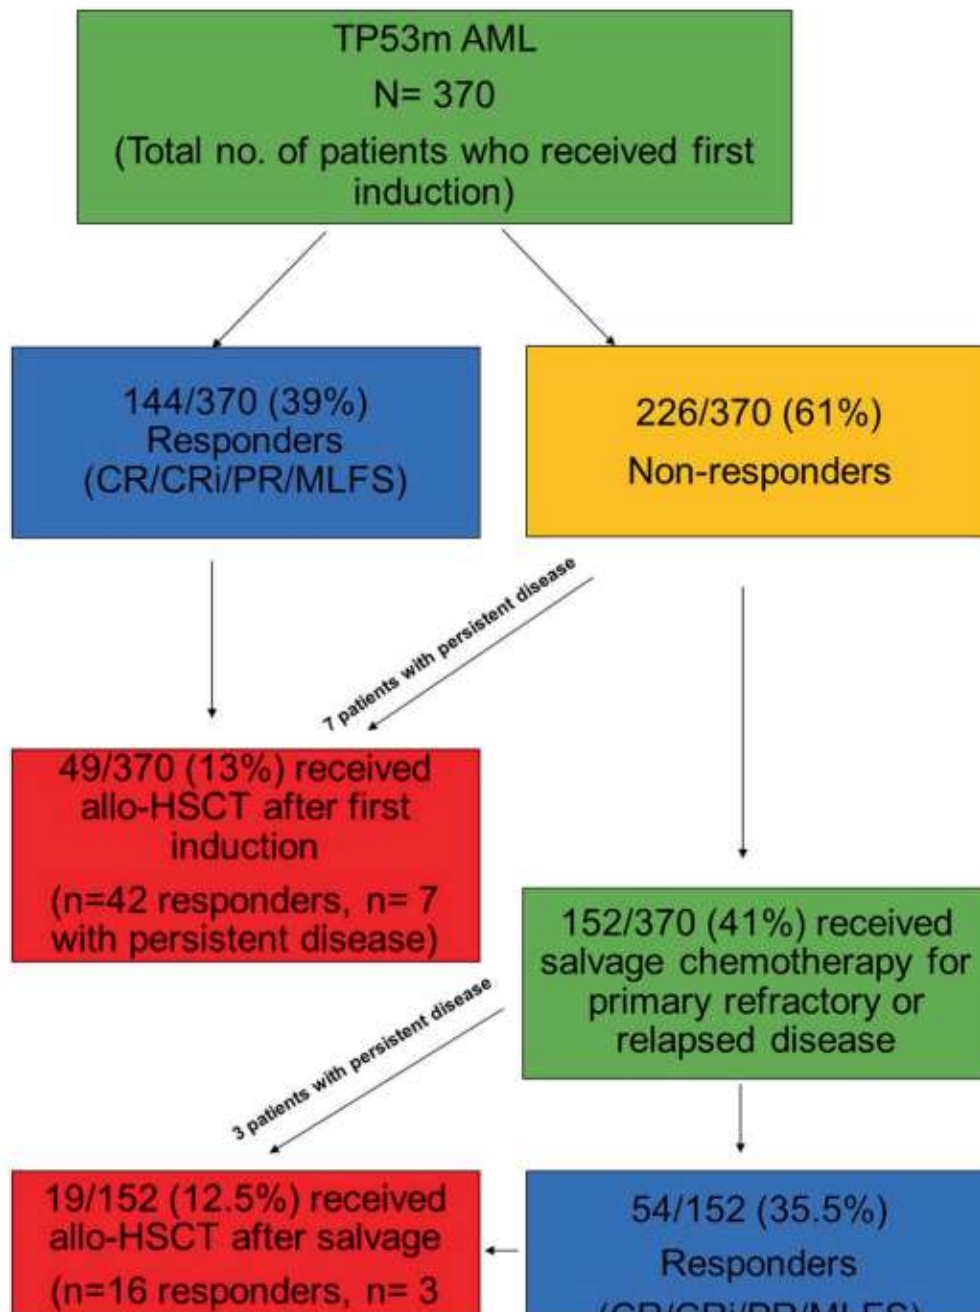 TP53m AML
N= 370
(Total no. of patients who received first
induction)
144/370 (39%)
Responders
(CR/CRi/PR/MLFS)
226/370 (61%)
Non-responders
7 patients with persistent disease
49/370 (13%) received
allo-HSCT after first
induction
(n=42 responders, n= 7
with persistent disease)
152/370 (41%) received
salvage chemotherapy for
primary refractory or
relapsed disease
3 patients with persistent disease
19/152 (12.5%) received
allo-HSCT after salvage
(n=16 responders, n= 3
54/152 (35.5%)
Responders
(CR/CRi/PR/MLFS)